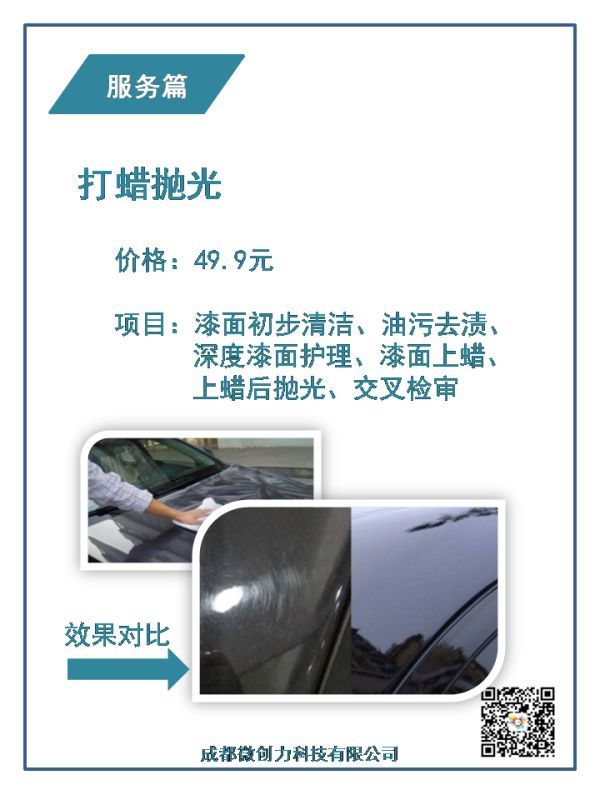 服务篇
打蜡抛光
价格：49.9元
项目：漆面初步清洁、油污去渍、
深度漆面护理、漆面上蜡、
上蜡后抛光、交叉检审
效果对比
成都微创力科技有限公司